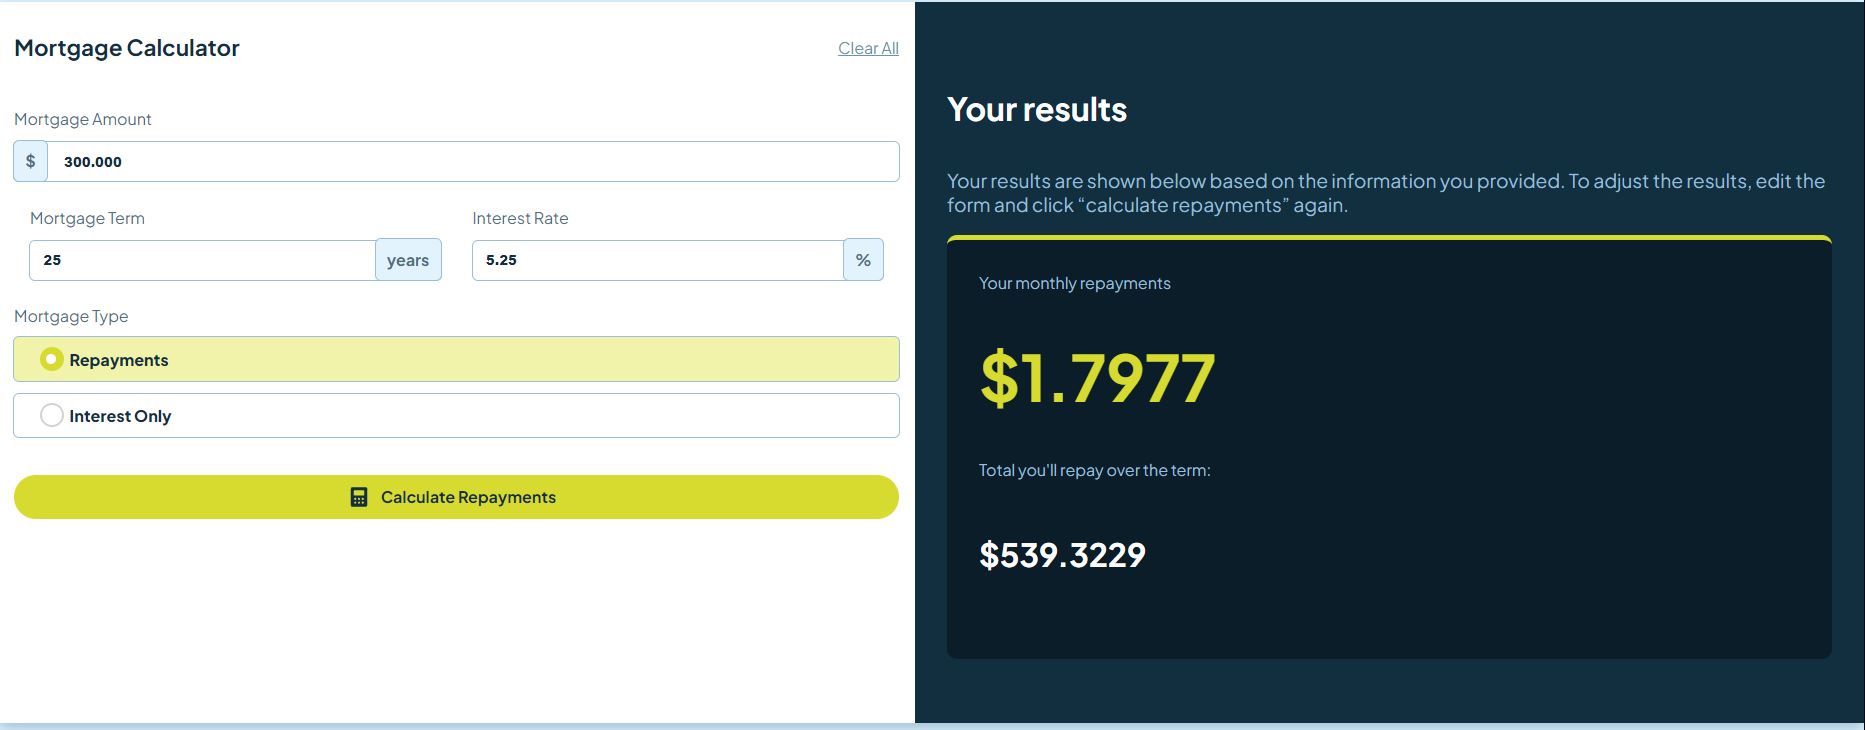 Mortgage Calculator
Clear All
Mortgage Amount
$ 300.000
Mortgage Term
25 years
Interest Rate
5.25 %
Mortgage Type
Repayments
Interest Only
Calculate Repayments
Your results
Your results are shown below based on the information you provided. To adjust the results, edit the
form and click “calculate repayments” again.
Your monthly repayments
$1.7977
Total you'll repay over the term:
$539.3229